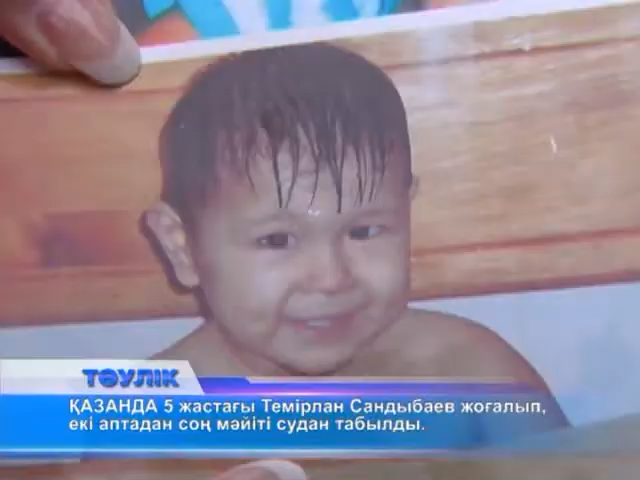 ТӘУЛІК
ҚАЗАНДА 5 жастағы Темірлан Сандыбаев жоғалып,
екі аптадан соң мәйіті судан табылды.